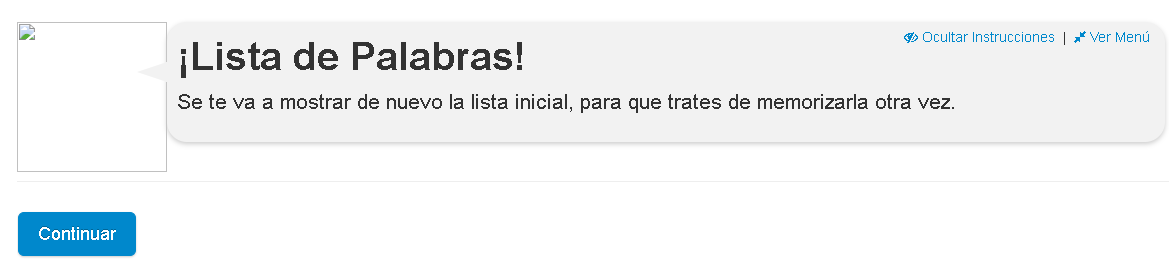 Ocultar Instrucciones | Ver Menú
¡Lista de Palabras!
Se te va a mostrar de nuevo la lista inicial, para que trates de memorizarla otra vez.
Continuar